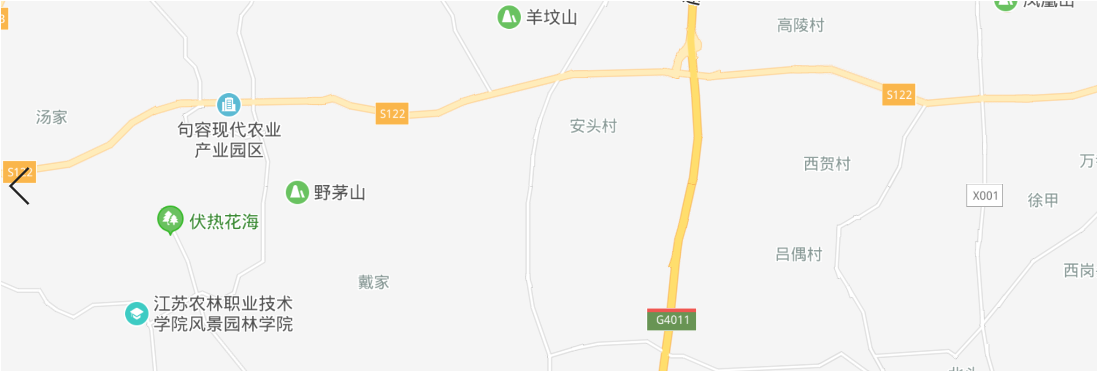 羊坟山
高陵村
S122
S122
汤家
句容现代农业
产业园区
安头村
西贺村
S122
野茅山
X001
徐甲
伏热花海
吕偶村
戴家
江苏农林职业技术
学院风景园林学院
G4011